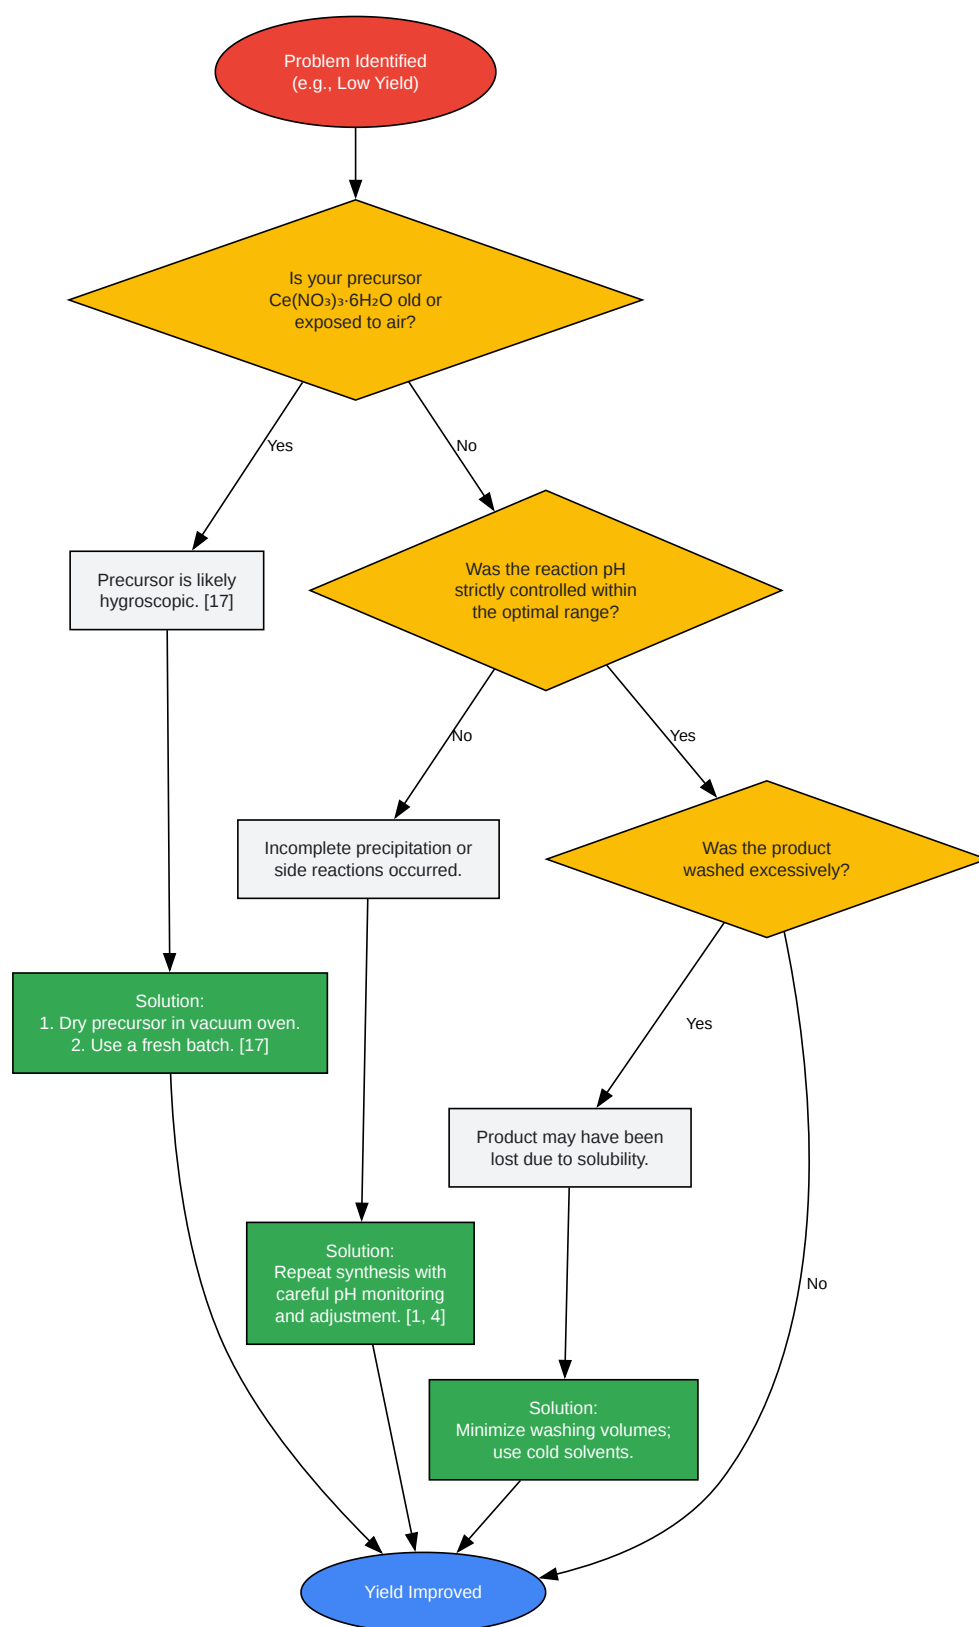 Problem Identified
(e.g., Low Yield)
Is your precursor
Ce(NO₃)₃·6H₂O old or
exposed to air?
Yes
No
Was the reaction pH
strictly controlled within
the optimal range?
Precursor is likely
hygroscopic. [17]
No
Yes
Incomplete precipitation or
side reactions occurred.
Was the product
washed excessively?
Solution:
1. Dry precursor in vacuum oven.
2. Use a fresh batch. [17]
Yes
Product may have been
lost due to solubility.
Solution:
Repeat synthesis with
careful pH monitoring
and adjustment. [1, 4]
No
Solution:
Minimize washing volumes;
use cold solvents.
Yield Improved